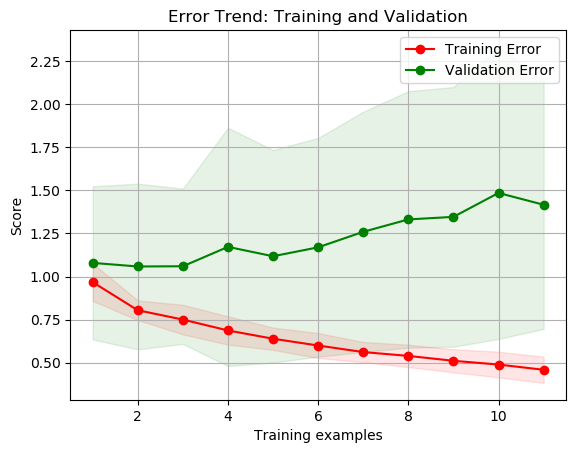 Error Trend: Training and Validation
Training Error
Validation Error
2.25
2.00
1.75
1.50
1.25
1.00
0.75
0.50
Score
2 4 6 8 10
Training examples